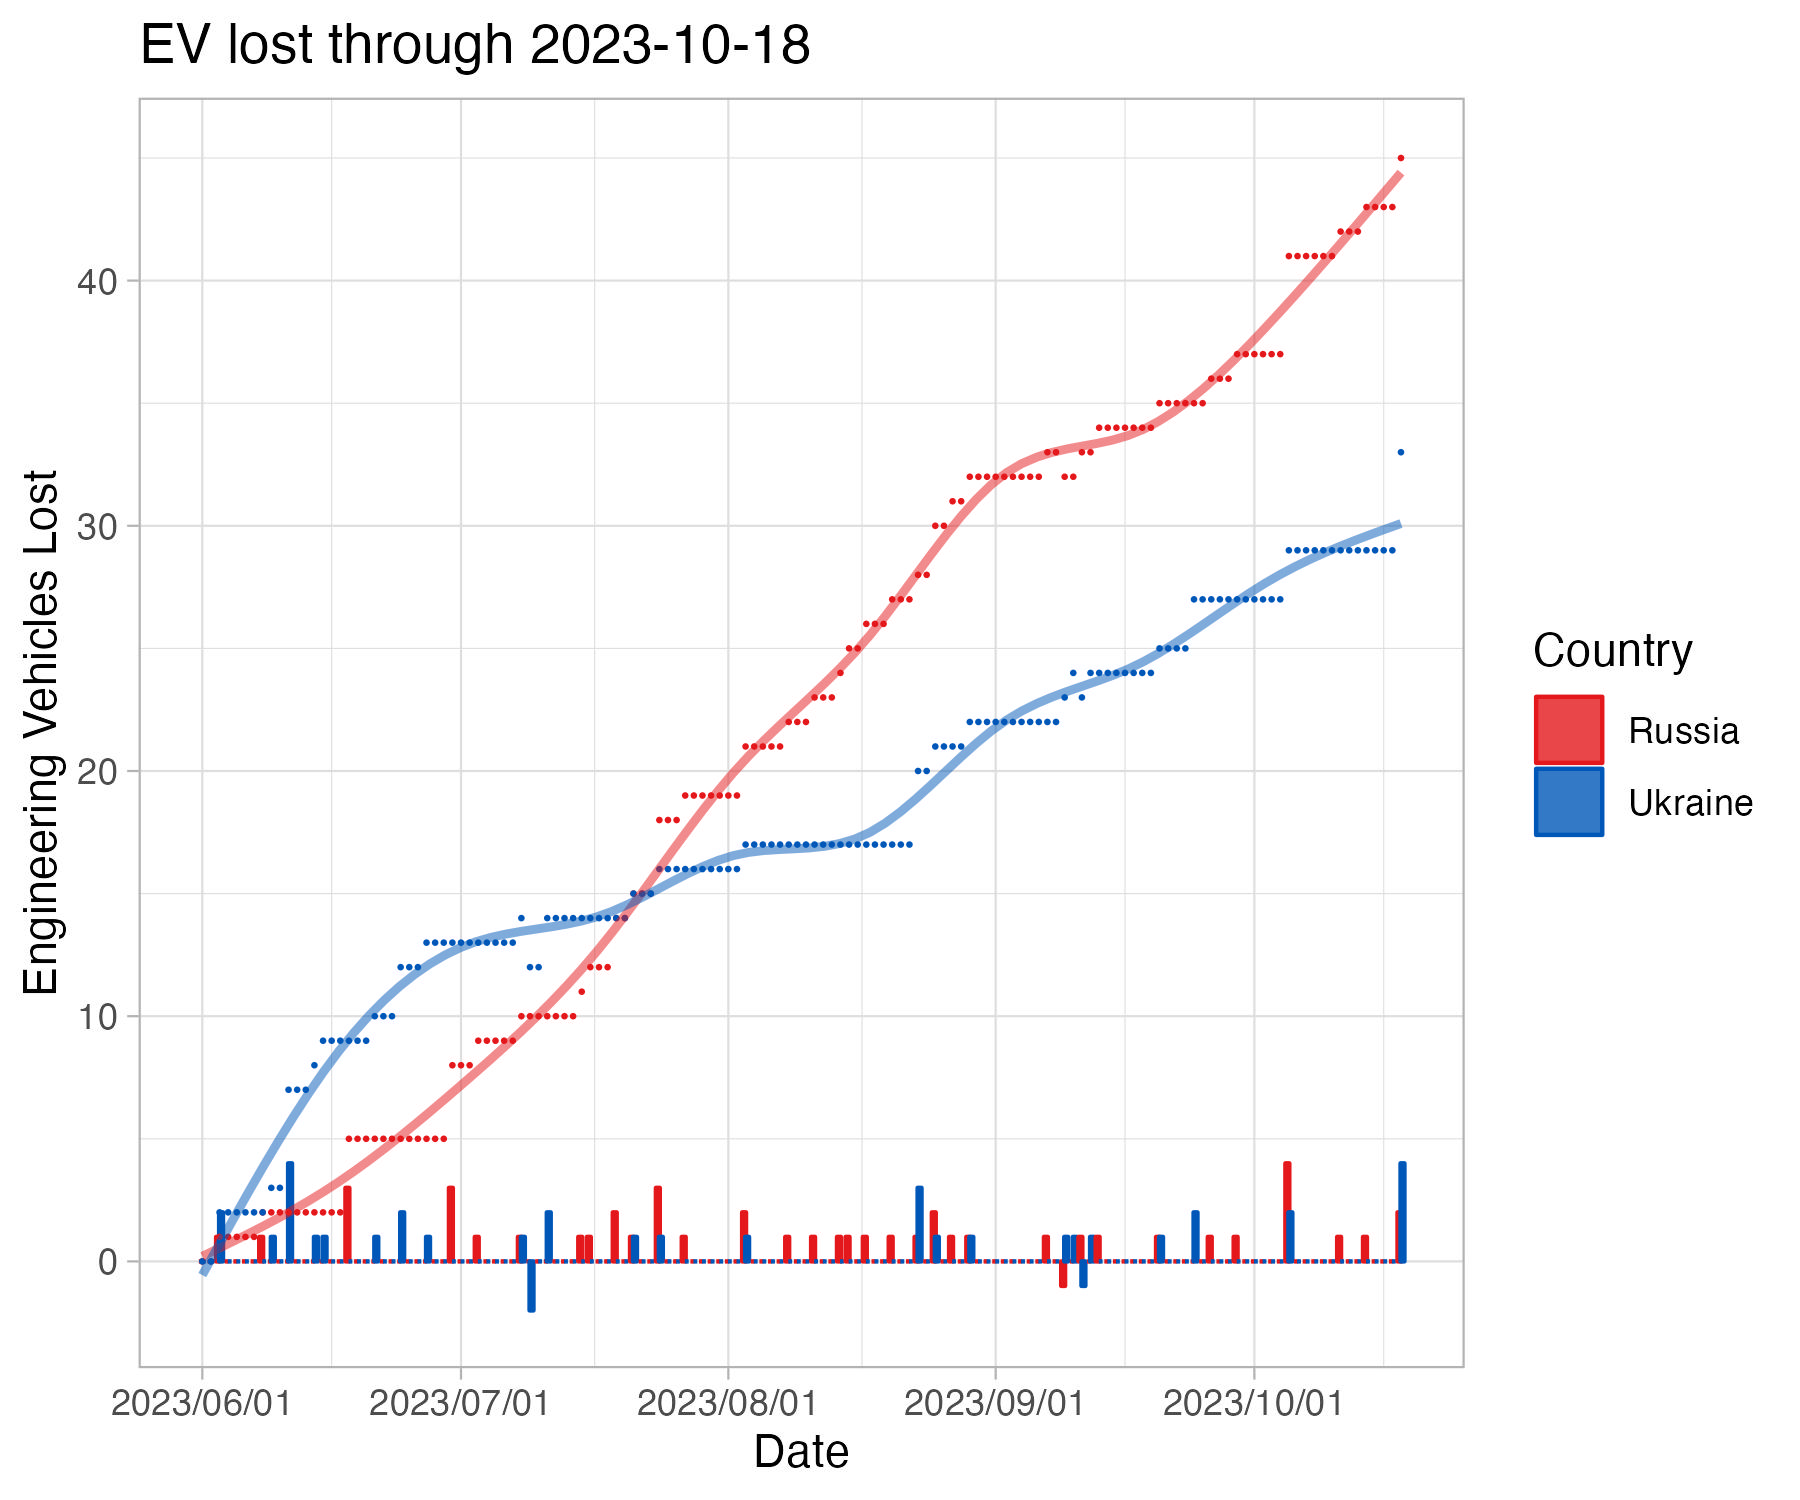 EV lost through 2023-10-18
Engineering Vehicles Lost
40
30
20
10
0
2023/06/01 2023/07/01 2023/08/01 2023/09/01 2023/10/01
Date
Country
Russia
Ukraine